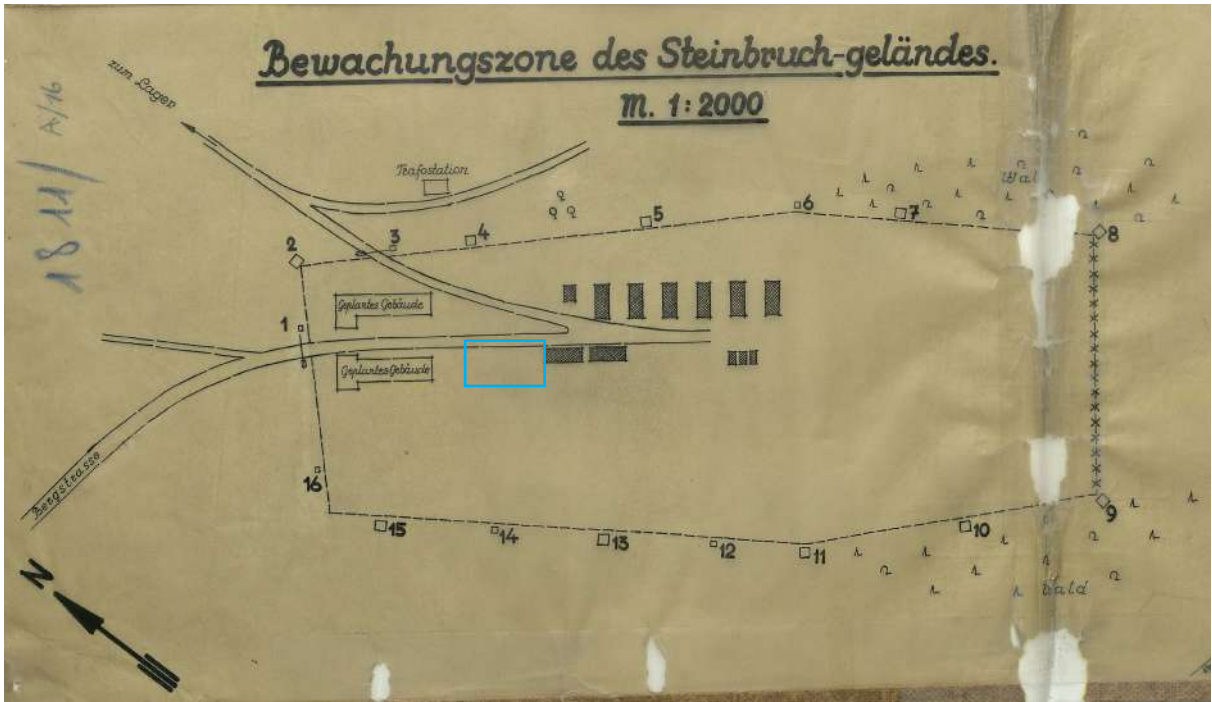 Bewachungszone des Steinbruch-geländes.
M. 1:2000
1811/ A/16
zum Lager
Trafostation
Wal
1
2
3
4
5
6
7
8
Geplantes Gebäude
Geplantes Gebäude
Bergstrasse
16
15
14
13
12
11
10
9
Wald
N